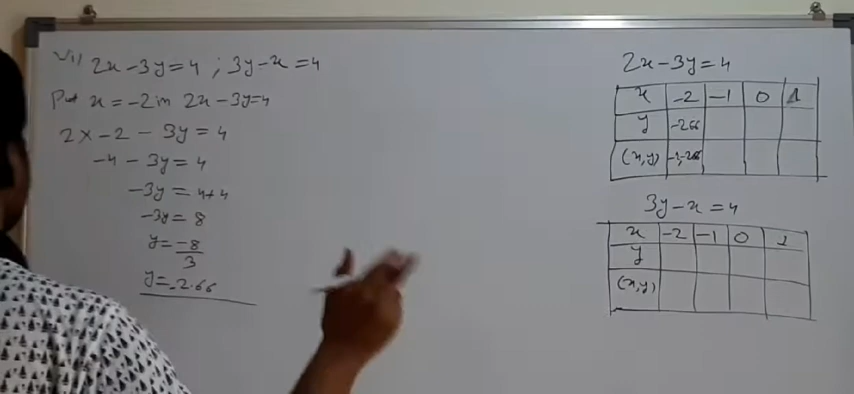 vii) 2x-3y=4 ; 3y-x=4
Put x=-2 in 2x-3y=4
2×-2-3y=4
-4-3y=4
-3y=4+4
-3y=8
y=-8/3
y=-2.66
2x-3y=4
x -2 -1 0 1
y -2.66
(x,y)
3y-x=4
x -2 -1 0 1
y
(x,y)